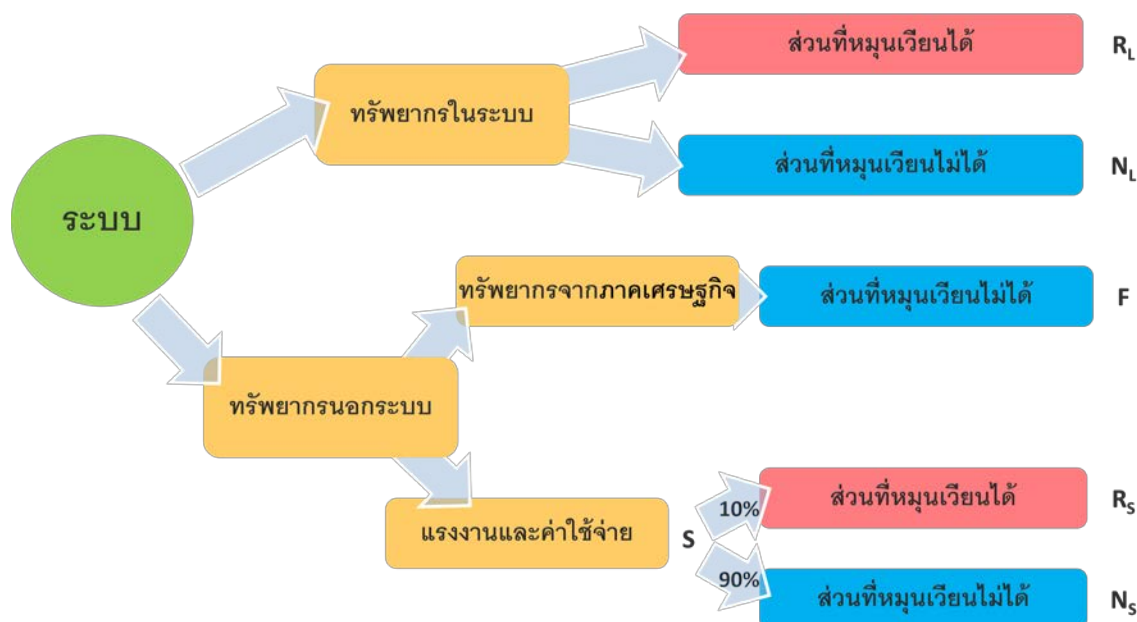 ส่วนที่หมุนเวียนได้ R_L
ทรัพยากรในระบบ
ส่วนที่หมุนเวียนไม่ได้ N_L
ระบบ
ทรัพยากรจากภาคเศรษฐกิจ ส่วนที่หมุนเวียนไม่ได้ F
ทรัพยากรนอกระบบ
ส่วนที่หมุนเวียนได้ R_S
10%
แรงงานและค่าใช้จ่าย S
90%
ส่วนที่หมุนเวียนไม่ได้ N_S